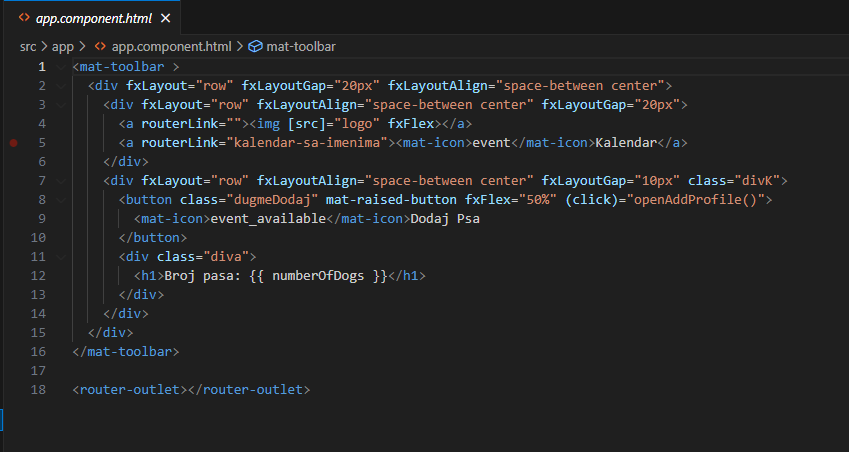 app.component.html
src > app > app.component.html > mat-toolbar
1 <mat-toolbar >
2 <div fxLayout="row" fxLayoutGap="20px" fxLayoutAlign="space-between center">
3 <div fxLayout="row" fxLayoutAlign="space-between center" fxLayoutGap="20px">
4 <a routerLink=""><img [src]="logo" fxFlex></a>
5 <a routerLink="kalendar-sa-imenima"><mat-icon>event</mat-icon>Kalendar</a>
6 </div>
7 <div fxLayout="row" fxLayoutAlign="space-between center" fxLayoutGap="10px" class="divK">
8 <button class="dugmeDodaj" mat-raised-button fxFlex="50%" (click)="openAddProfile()">
9 <mat-icon>event_available</mat-icon>Dodaj Psa
10 </button>
11 <div class="diva">
12 <h1>Broj pasa: {{ numberOfDogs }}</h1>
13 </div>
14 </div>
15 </div>
16 </mat-toolbar>
17
18 <router-outlet></router-outlet>